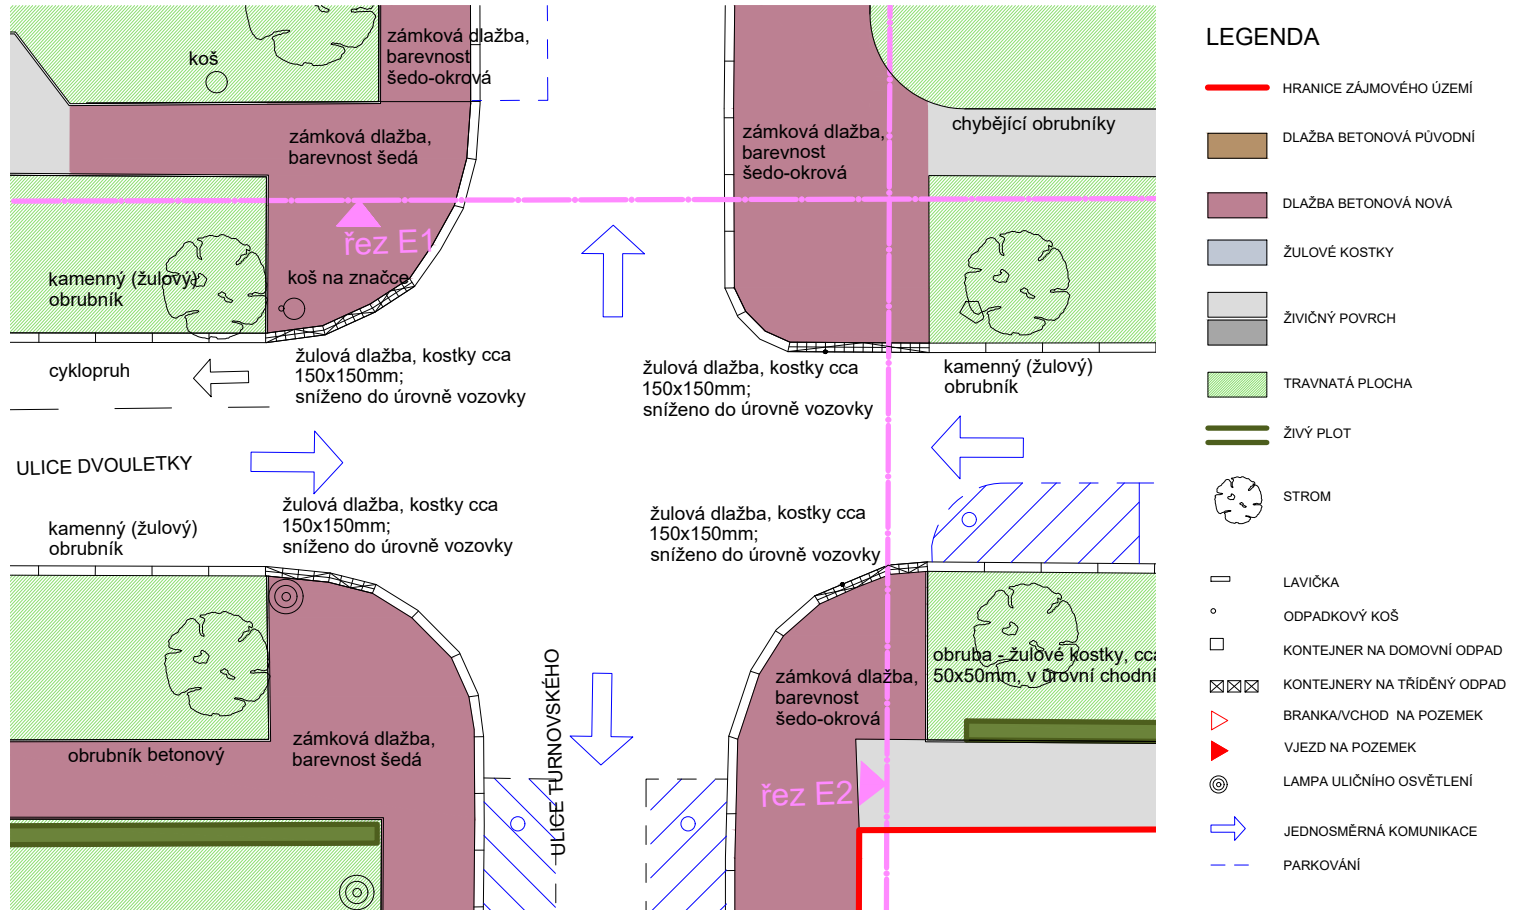 zámková dlažba,
barevnost
šedo-okrová
koš
zámková dlažba,
barevnost šedá
zámková dlažba,
barevnost
šedo-okrová
chybějící obrubníky
řez E1
kamenný (žulový)
obrubník
koš na značce
cyklopruh
žulová dlažba, kostky cca
150x150mm;
sníženo do úrovně vozovky
žulová dlažba, kostky cca
150x150mm;
sníženo do úrovně vozovky
kamenný (žulový)
obrubník
ULICE DVOULETKY
kamenný (žulový)
obrubník
žulová dlažba, kostky cca
150x150mm;
sníženo do úrovně vozovky
žulová dlažba, kostky cca
150x150mm;
sníženo do úrovně vozovky
obrubník betonový
zámková dlažba,
barevnost šedá
ULICE TURNOVSKÉHO
zámková dlažba,
barevnost
šedo-okrová
obruba - žulové kostky, cca
50x50mm, v úrovní chodní
řez E2
LEGENDA
HRANICE ZÁJMOVÉHO ÚZEMÍ
DLAŽBA BETONOVÁ PŮVODNÍ
DLAŽBA BETONOVÁ NOVÁ
ŽULOVÉ KOSTKY
ŽIVIČNÝ POVRCH
TRAVNATÁ PLOCHA
ŽIVÝ PLOT
STROM
LAVIČKA
ODPADKOVÝ KOŠ
KONTEJNER NA DOMOVNÍ ODPAD
KONTEJNERY NA TŘÍDĚNÝ ODPAD
BRANKA/VCHOD NA POZEMEK
VJEZD NA POZEMEK
LAMPA ULIČNÍHO OSVĚTLENÍ
JEDNOSMĚRNÁ KOMUNIKACE
PARKOVÁNÍ